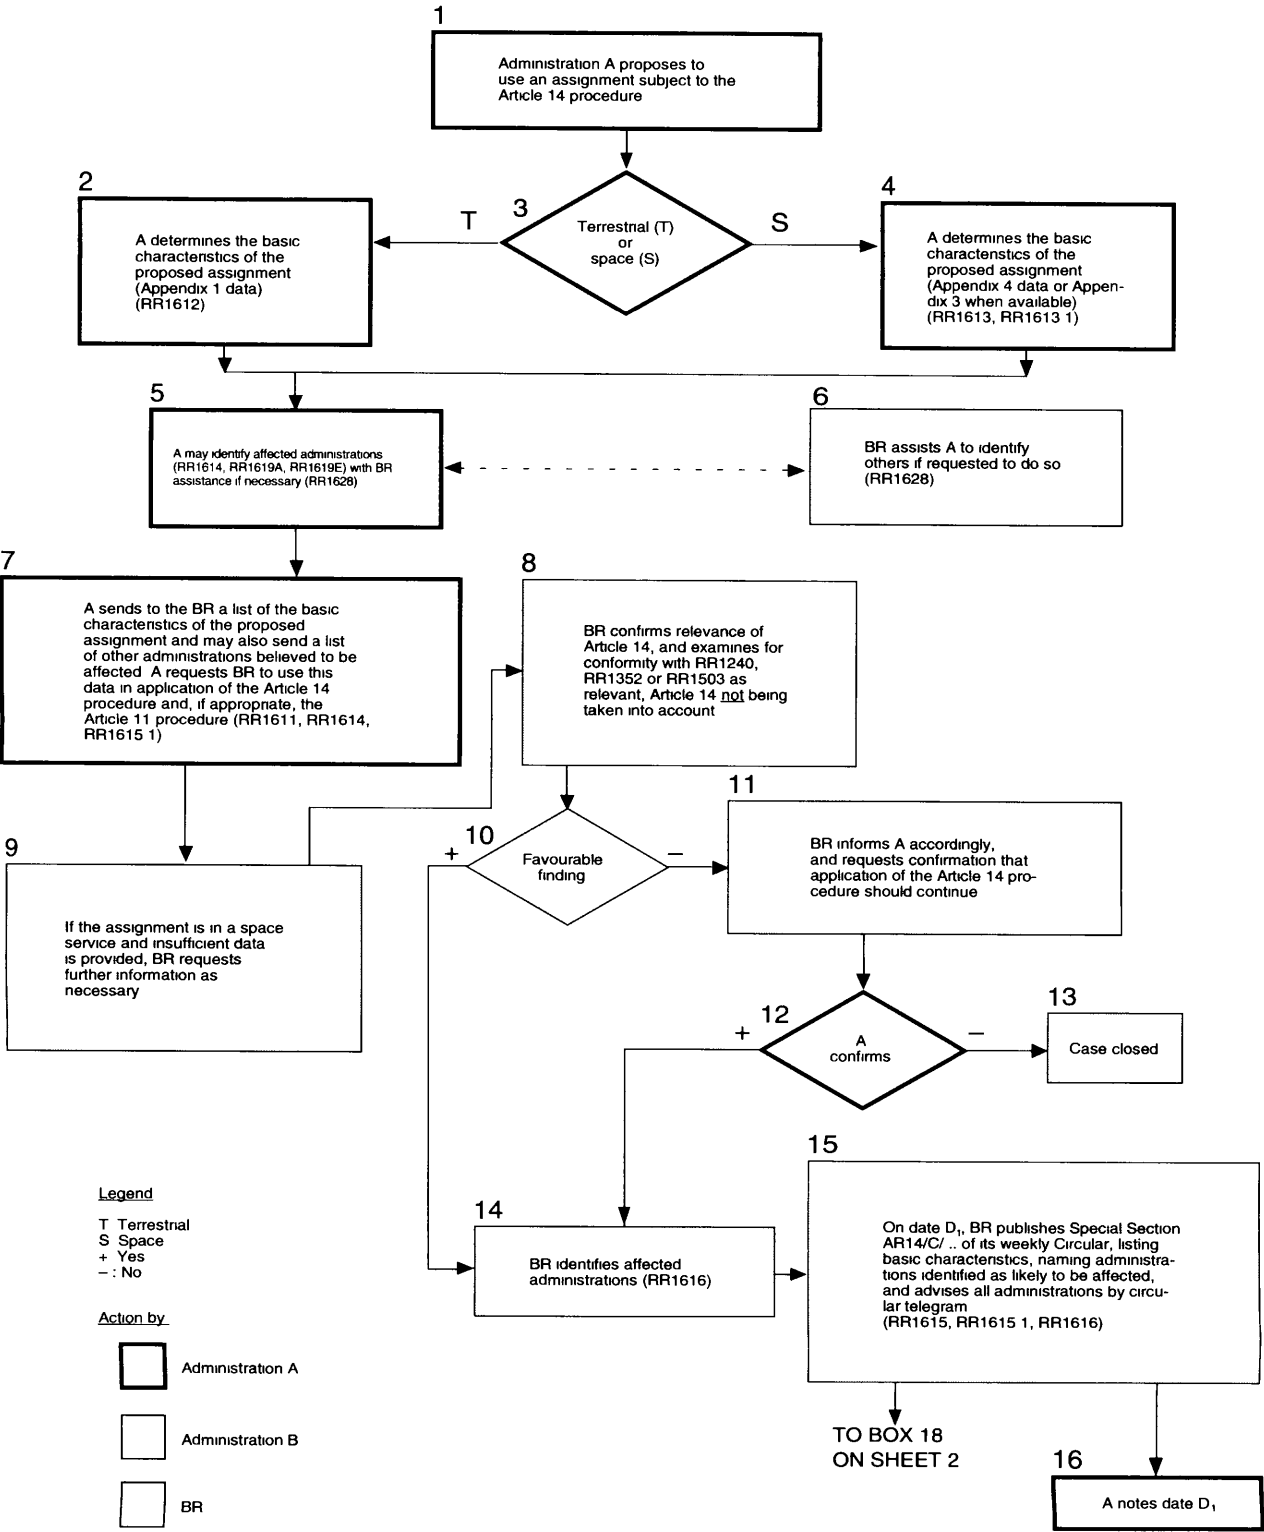 1
Administration A proposes to
use an assignment subject to the
Article 14 procedure
2
A determines the basic
characteristics of the
proposed assignment
(Appendix 1 data)
(RR1612)
T
3
Terrestrial (T)
or
space (S)
S
4
A determines the basic
characteristics of the
proposed assignment
(Appendix 4 data or Appen-
dix 3 when available)
(RR1613, RR1613 1)
5
A may identify affected administrations
(RR1614, RR1619A, RR1619E) with BR
assistance if necessary (RR1628)
6
BR assists A to identify
others if requested to do so
(RR1628)
7
A sends to the BR a list of the basic
characteristics of the proposed
assignment and may also send a list
of other administrations believed to be
affected A requests BR to use this
data in application of the Article 14
procedure and, if appropriate, the
Article 11 procedure (RR1611, RR1614,
RR1615 1)
8
BR confirms relevance of
Article 14, and examines for
conformity with RR1240,
RR1352 or RR1503 as
relevant, Article 14 not being
taken into account
9
If the assignment is in a space
service and insufficient data
is provided, BR requests
further information as
necessary
10
+
Favourable
finding
–
11
BR informs A accordingly,
and requests confirmation that
application of the Article 14 pro-
cedure should continue
12
+
A
confirms
–
13
Case closed
14
BR identifies affected
administrations (RR1616)
15
On date D₁, BR publishes Special Section
AR14/C/ .. of its weekly Circular, listing
basic characteristics, naming administra-
tions identified as likely to be affected,
and advises all administrations by circu-
lar telegram
(RR1615, RR1615 1, RR1616)
TO BOX 18
ON SHEET 2
16
A notes date D₁
Legend
T Terrestrial
S Space
+ Yes
– : No
Action by
Administration A
Administration B
BR